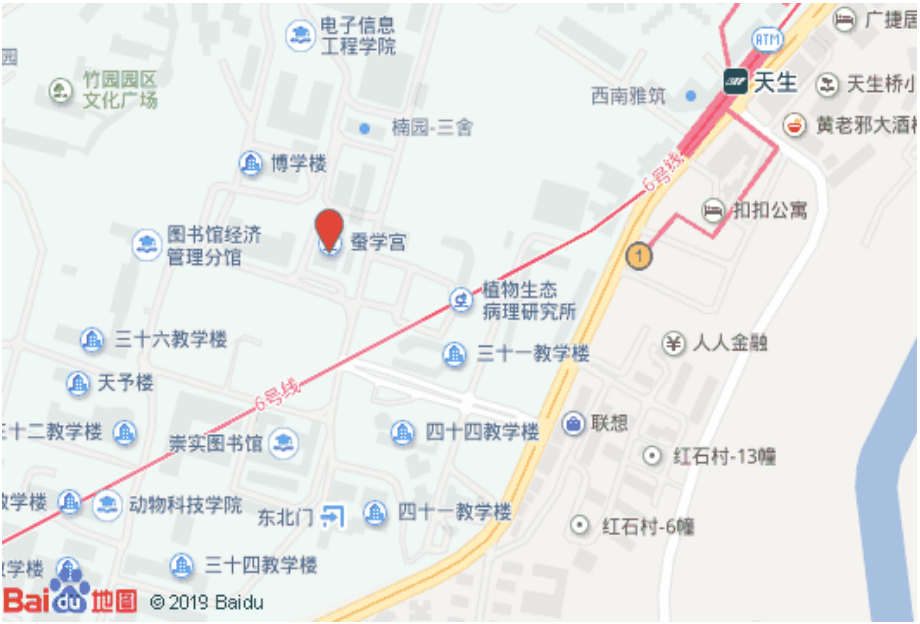 电子信息
工程学院
广捷居
ATM
园
天生
竹园园区
文化广场
天生桥小
西南雅筑
楠园-三舍
黄老邪大酒楼
博学楼
6号线
扣扣公寓
图书馆经济
管理分馆
蚕学宫
1
植物生态
病理研究所
三十六教学楼
人人金融
三十一教学楼
天予楼
6号线
联想
三十二教学楼
四十四教学楼
崇实图书馆
红石村-13幢
教学楼
动物科技学院
东北门
四十一教学楼
红石村-6幢
教学楼
三十四教学楼
Bai du 地图
© 2019 Baidu